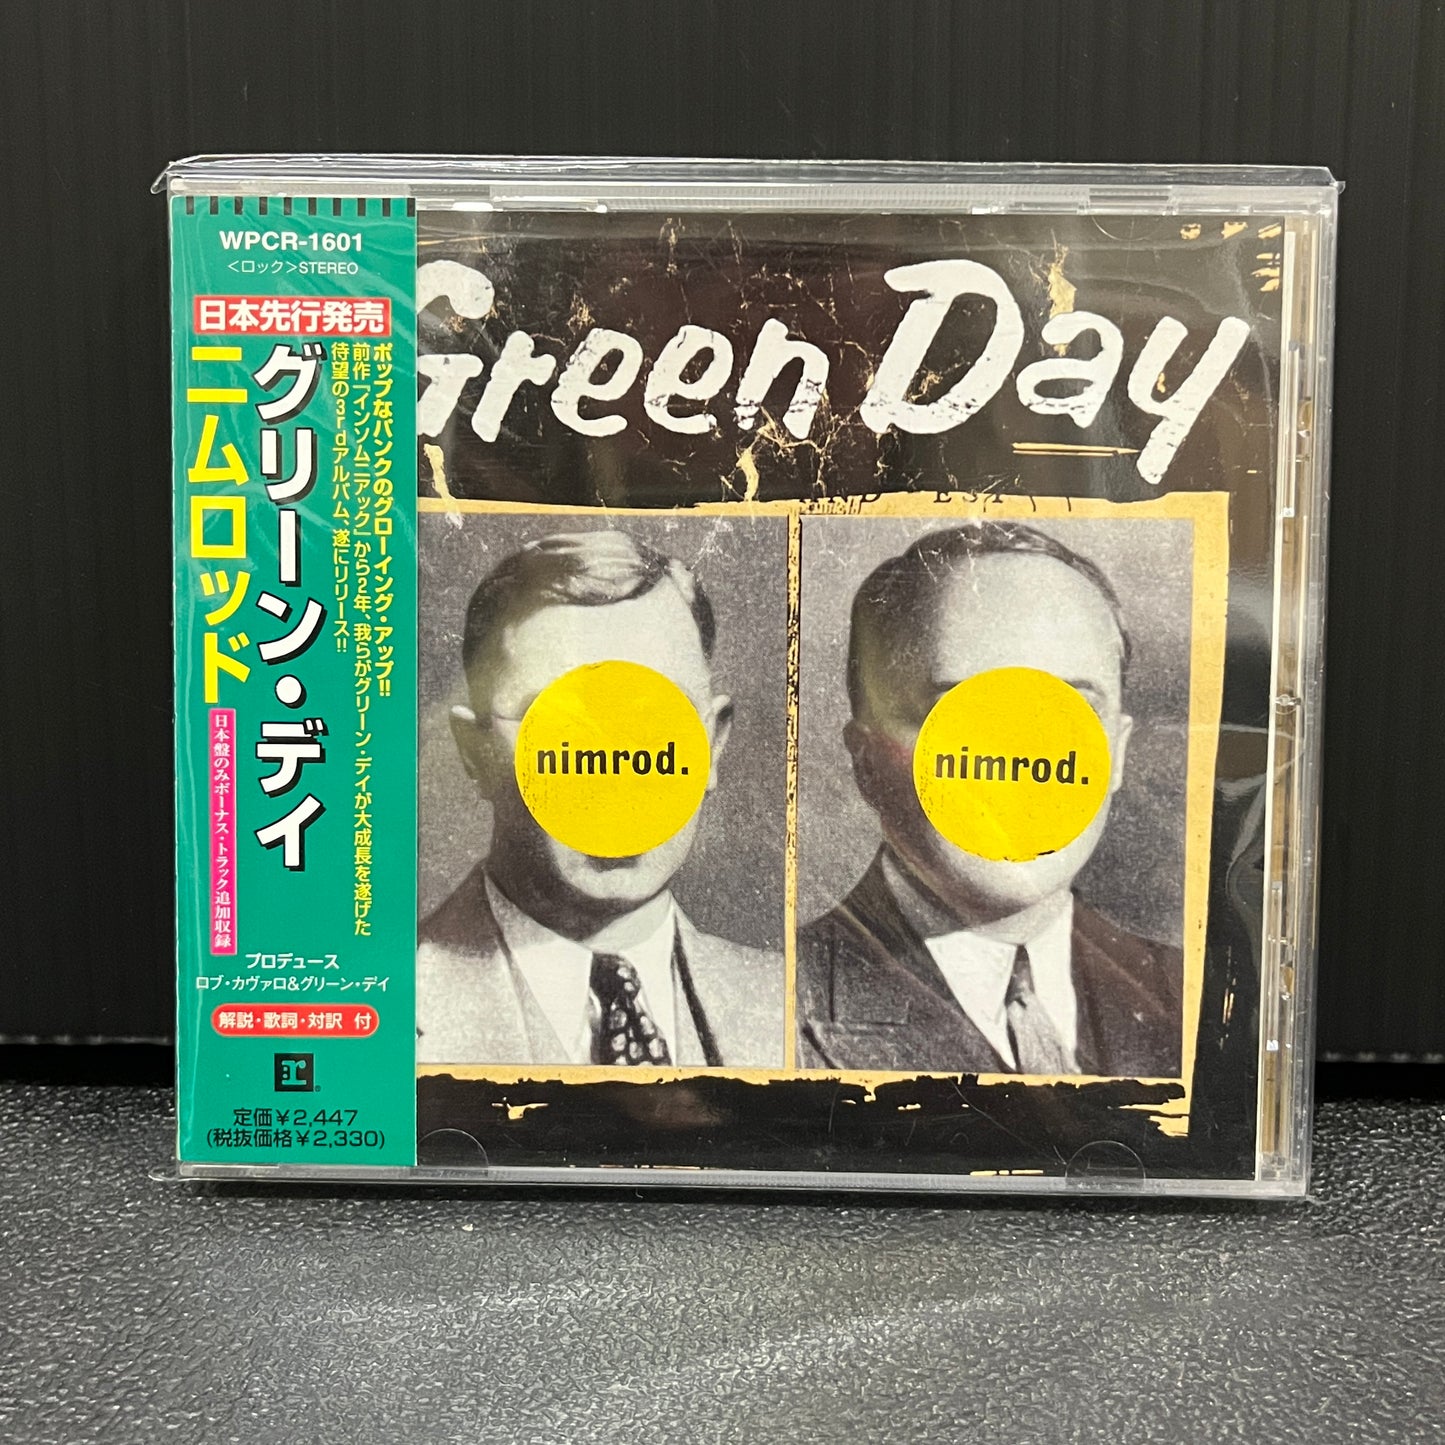 WPCR-1601
<ロック>STEREO
日本先行発売
ポップなパンクのグローイング・アップ!!
前作「インソムニアック」から2年、我らがグリーン・デイが大成長を遂げた
待望の3rdアルバム、遂にリリース!!
グリーン・デイ
ニムロッド
日本盤のみボーナス・トラック追加収録
プロデュース
ロブ・カヴァロ&グリーン・デイ
解説・歌詞・対訳 付
r®
定価¥2,447
(税抜価格¥2,330)
Green Day
nimrod.
nimrod.